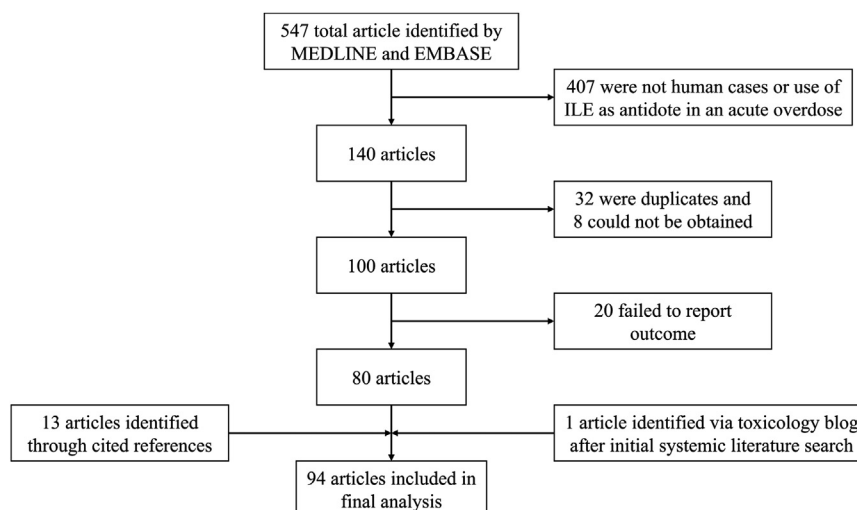 547 total article identified by
MEDLINE and EMBASE
407 were not human cases or use of
ILE as antidote in an acute overdose
140 articles
32 were duplicates and
8 could not be obtained
100 articles
20 failed to report
outcome
80 articles
13 articles identified
through cited references
1 article identified via toxicology blog
after initial systemic literature search
94 articles included in
final analysis